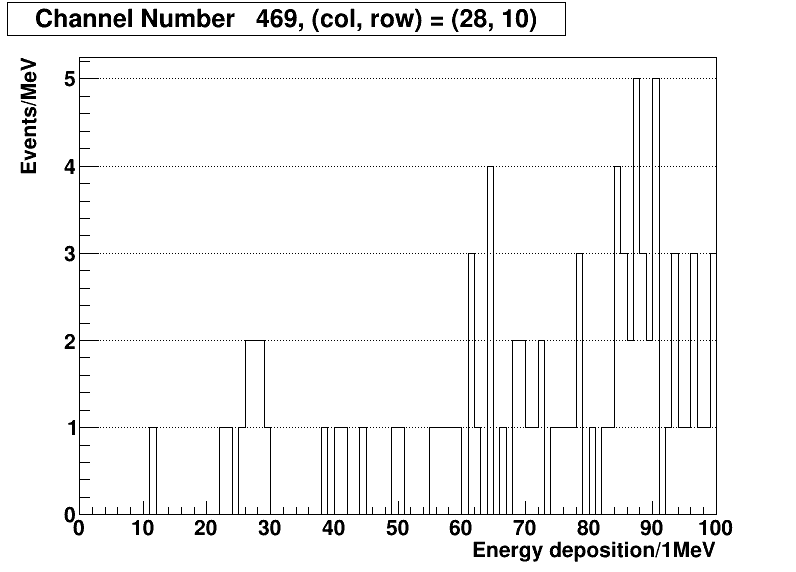 Channel Number 469, (col, row) = (28, 10)
Events/MeV
5
4
3
2
1
0
0 10 20 30 40 50 60 70 80 90 100
Energy deposition/1MeV